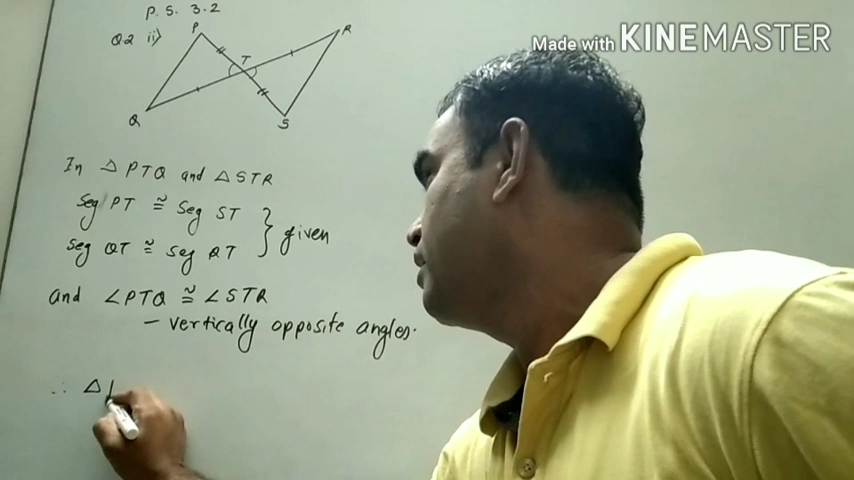 Made with KINEMASTER
P. S. 3.2
Q.2 ii)
P
R
T
Q
S
In △ PTQ and △ STR
Seg PT ≅ Seg ST
Seg QT ≅ Seg RT
} given
and ∠PTQ ≅ ∠STR
– vertically opposite angles.
∴ △